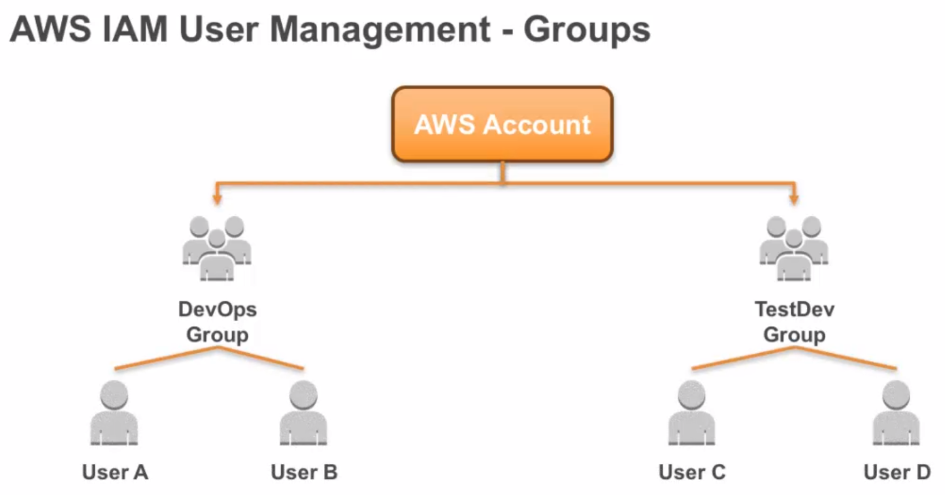 AWS IAM User Management - Groups
AWS Account
DevOps
Group
TestDev
Group
User A
User B
User C
User D